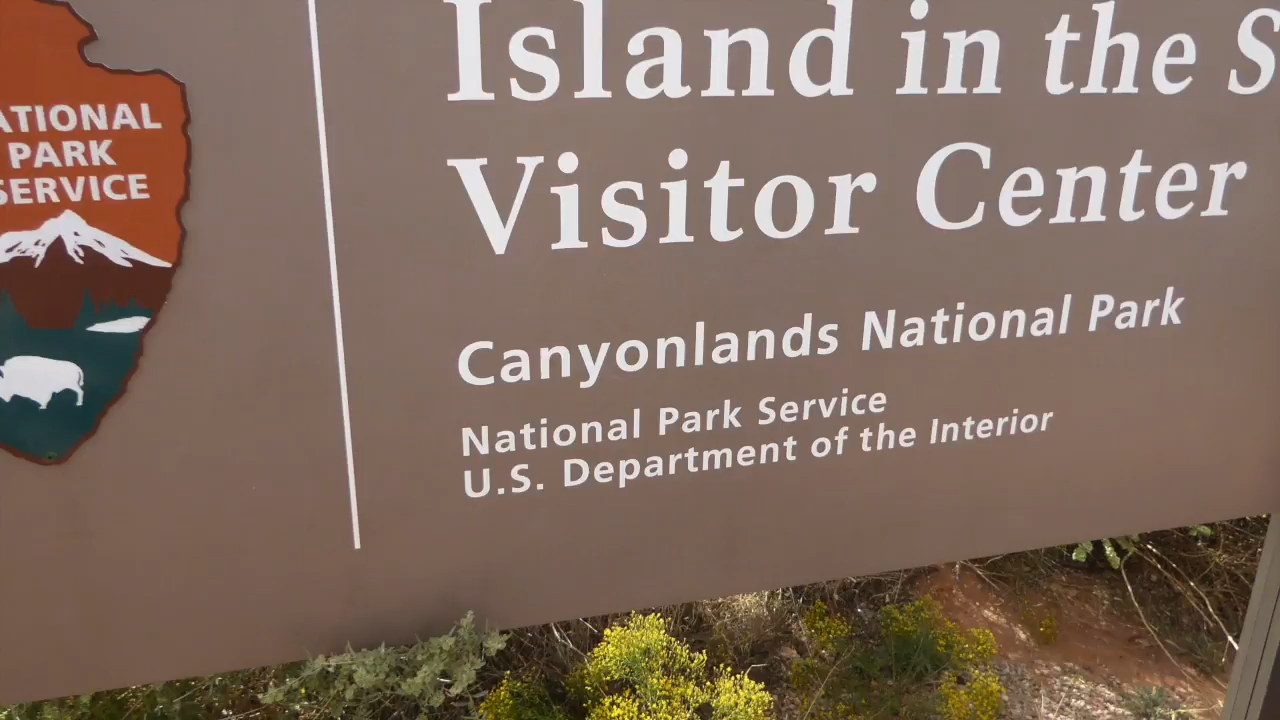 ATIONAL
PARK
SERVICE
Island in the S
Visitor Center
Canyonlands National Park
National Park Service
U.S. Department of the Interior